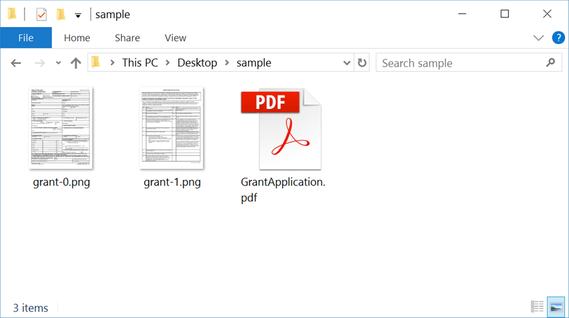 sample
File Home Share View
This PC Desktop sample
Search sample
grant-0.png grant-1.png GrantApplication.
pdf
PDF
3 items